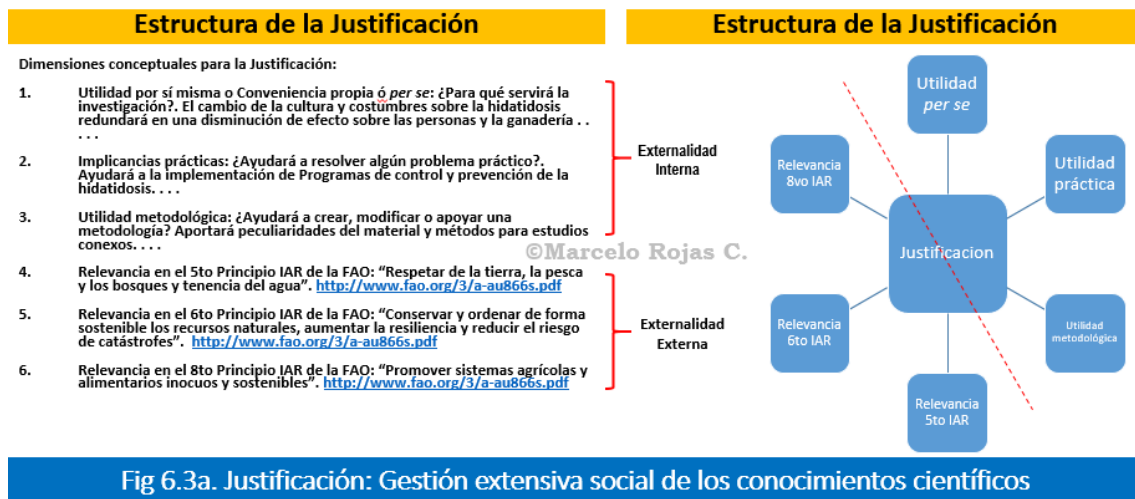 Estructura de la Justificación
Dimensiones conceptuales para la Justificación:
1. Utilidad por sí misma o Conveniencia propia ó per se: ¿Para qué servirá la
investigación?. El cambio de la cultura y costumbres sobre la hidatidosis
redundará en una disminución de efecto sobre las personas y la ganadería . .
. . .
2. Implicancias prácticas: ¿Ayudará a resolver algún problema práctico?.
Ayudará a la implementación de Programas de control y prevención de la
hidatidosis. . . .
3. Utilidad metodológica: ¿Ayudará a crear, modificar o apoyar una
metodología? Aportará peculiaridades del material y métodos para estudios
conexos. . . .
4. Relevancia en el 5to Principio IAR de la FAO: “Respetar de la tierra, la pesca
y los bosques y tenencia del agua”. http://www.fao.org/3/a-au866s.pdf
5. Relevancia en el 6to Principio IAR de la FAO: “Conservar y ordenar de forma
sostenible los recursos naturales, aumentar la resiliencia y reducir el riesgo
de catástrofes”. http://www.fao.org/3/a-au866s.pdf
6. Relevancia en el 8to Principio IAR de la FAO: “Promover sistemas agrícolas y
alimentarios inocuos y sostenibles”. http://www.fao.org/3/a-au866s.pdf
Externalidad
Interna
Externalidad
Externa
©Marcelo Rojas C.
Estructura de la Justificación
Utilidad
per se
Utilidad
práctica
Utilidad
metodológica
Relevancia
5to IAR
Relevancia
6to IAR
Relevancia
8vo IAR
Justificacion
Fig 6.3a. Justificación: Gestión extensiva social de los conocimientos científicos